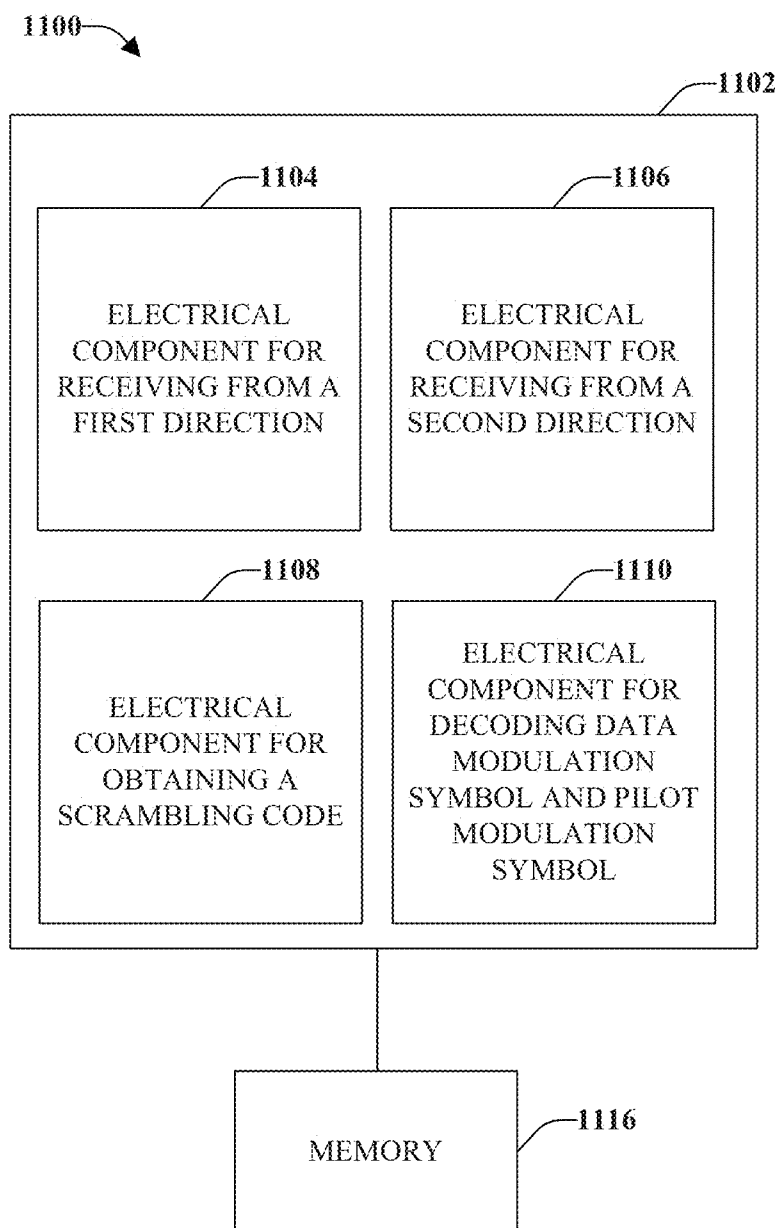 1100
1102
1104
1106
ELECTRICAL
COMPONENT FOR
RECEIVING FROM A
FIRST DIRECTION
ELECTRICAL
COMPONENT FOR
RECEIVING FROM A
SECOND DIRECTION
1108
1110
ELECTRICAL
COMPONENT FOR
OBTAINING A
SCRAMBLING CODE
ELECTRICAL
COMPONENT FOR
DECODING DATA
MODULATION
SYMBOL AND PILOT
MODULATION
SYMBOL
1116
MEMORY